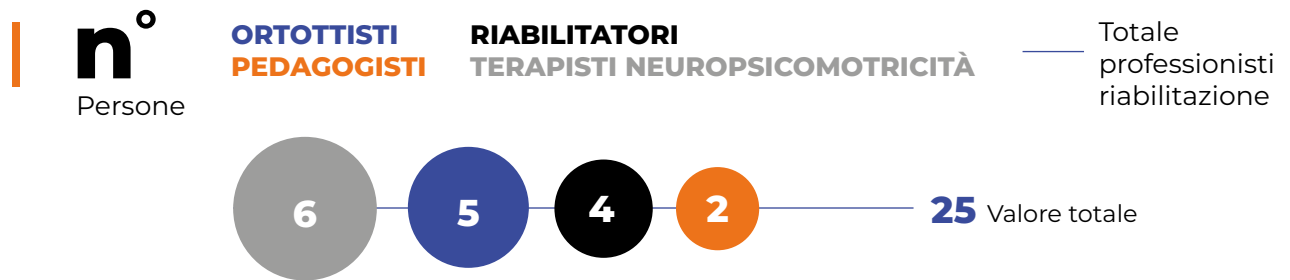 n°
Persone
ORTOTTISTI
PEDAGOGISTI
RIABILITATORI
TERAPISTI NEUROPSICOMOTRICITÀ
Totale
professionisti
riabilitazione
6 5 4 2 25 Valore totale